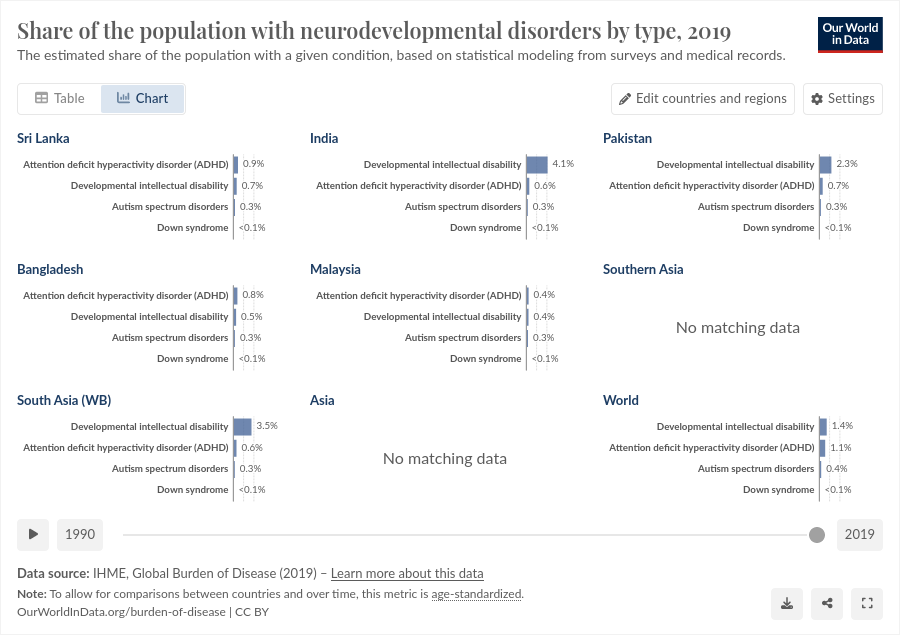 Share of the population with neurodevelopmental disorders by type, 2019
Our World
in Data
The estimated share of the population with a given condition, based on statistical modeling from surveys and medical records.
Table
Chart
Edit countries and regions
Settings
Sri Lanka
Attention deficit hyperactivity disorder (ADHD) 0.9%
Developmental intellectual disability 0.7%
Autism spectrum disorders 0.3%
Down syndrome <0.1%
India
Developmental intellectual disability 4.1%
Attention deficit hyperactivity disorder (ADHD) 0.6%
Autism spectrum disorders 0.3%
Down syndrome <0.1%
Pakistan
Developmental intellectual disability 2.3%
Attention deficit hyperactivity disorder (ADHD) 0.7%
Autism spectrum disorders 0.3%
Down syndrome <0.1%
Bangladesh
Attention deficit hyperactivity disorder (ADHD) 0.8%
Developmental intellectual disability 0.5%
Autism spectrum disorders 0.3%
Down syndrome <0.1%
Malaysia
Attention deficit hyperactivity disorder (ADHD) 0.4%
Developmental intellectual disability 0.4%
Autism spectrum disorders 0.3%
Down syndrome <0.1%
Southern Asia
No matching data
South Asia (WB)
Developmental intellectual disability 3.5%
Attention deficit hyperactivity disorder (ADHD) 0.6%
Autism spectrum disorders 0.3%
Down syndrome <0.1%
Asia
No matching data
World
Developmental intellectual disability 1.4%
Attention deficit hyperactivity disorder (ADHD) 1.1%
Autism spectrum disorders 0.4%
Down syndrome <0.1%
1990
2019
Data source: IHME, Global Burden of Disease (2019) – Learn more about this data
Note: To allow for comparisons between countries and over time, this metric is age-standardized.
OurWorldInData.org/burden-of-disease | CC BY